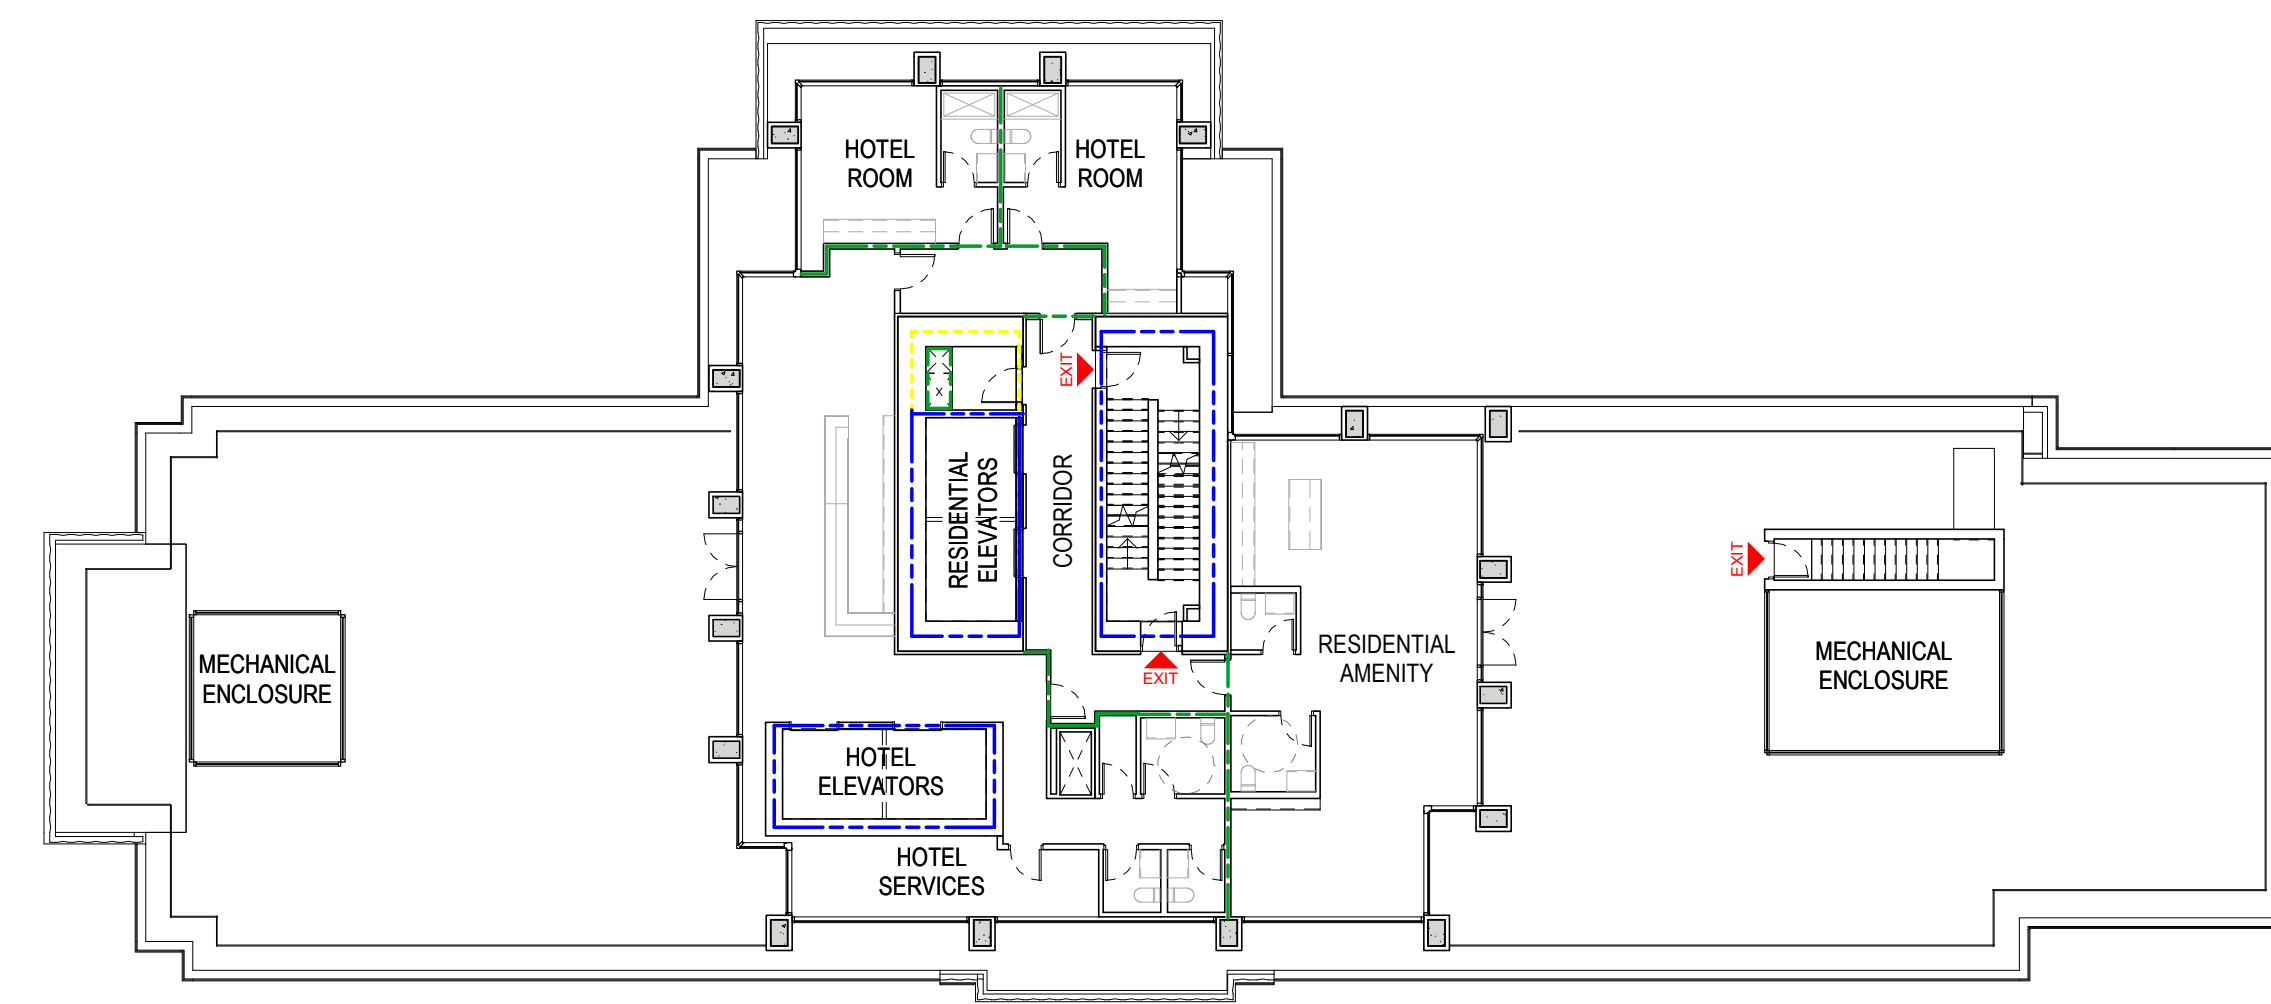 HOTEL
ROOM
HOTEL
ROOM
EXIT
X
RESIDENTIAL
ELEVATORS
CORRIDOR
EXIT
MECHANICAL
ENCLOSURE
RESIDENTIAL
AMENITY
EXIT
MECHANICAL
ENCLOSURE
HOTEL
ELEVATORS
HOTEL
SERVICES